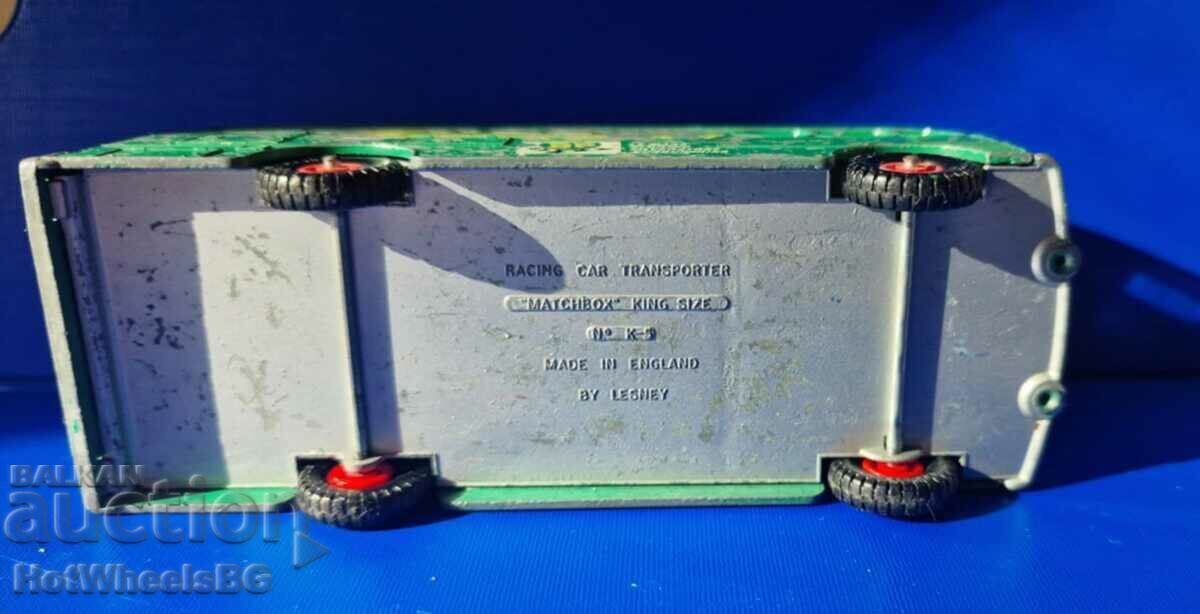 RACING CAR TRANSPORTER
"MATCHBOX" KING SIZE
Nº K-5
MADE IN ENGLAND
BY LESNEY
BALKAN
auction
HotWheelsBG